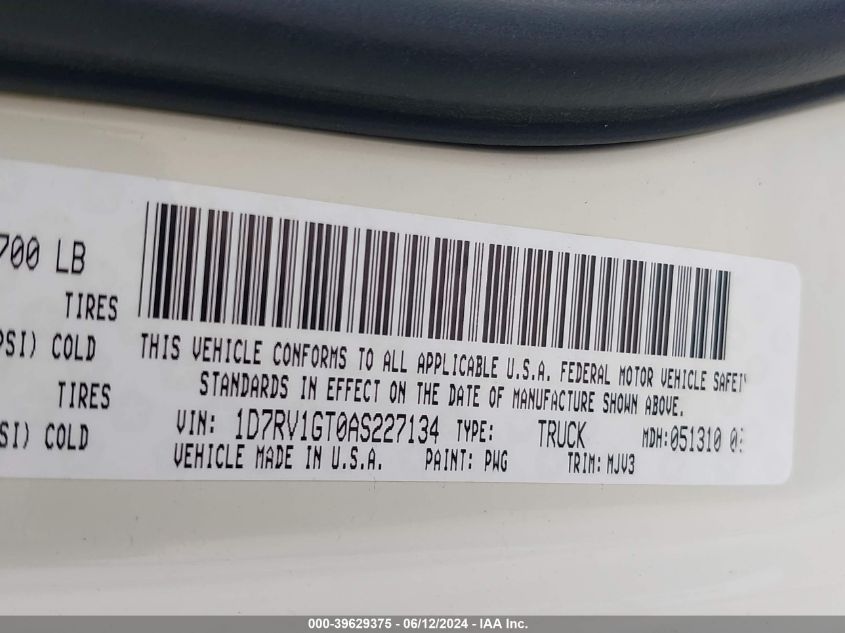 700 LB
TIRES
PSI) COLD
TIRES
SI) COLD
THIS VEHICLE CONFORMS TO ALL APPLICABLE U.S.A. FEDERAL MOTOR VEHICLE SAFETY
STANDARDS IN EFFECT ON THE DATE OF MANUFACTURE SHOWN ABOVE.
VIN: 1D7RV1GT0AS227134 TYPE: TRUCK MDH:051310 0
VEHICLE MADE IN U.S.A. PAINT: PWG TRIM: MJV3
000-39629375 - 06/12/2024 - IAA Inc.